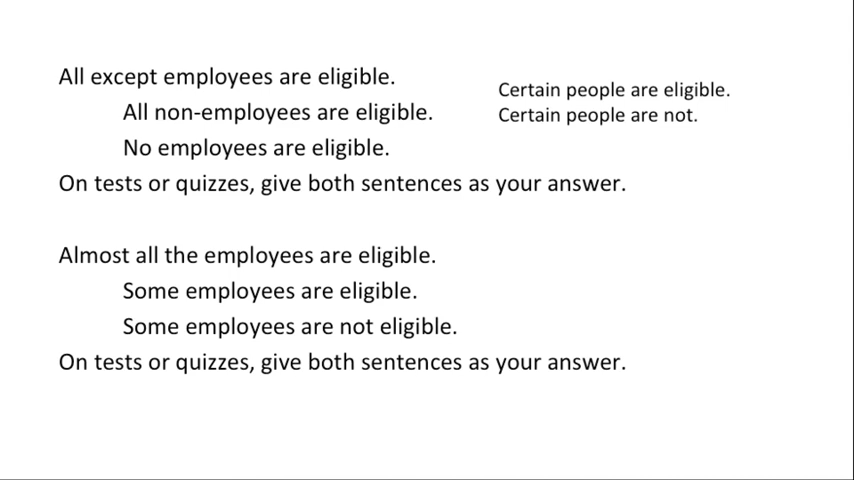 All except employees are eligible.
All non-employees are eligible.
No employees are eligible.
On tests or quizzes, give both sentences as your answer.
Certain people are eligible.
Certain people are not.
Almost all the employees are eligible.
Some employees are eligible.
Some employees are not eligible.
On tests or quizzes, give both sentences as your answer.